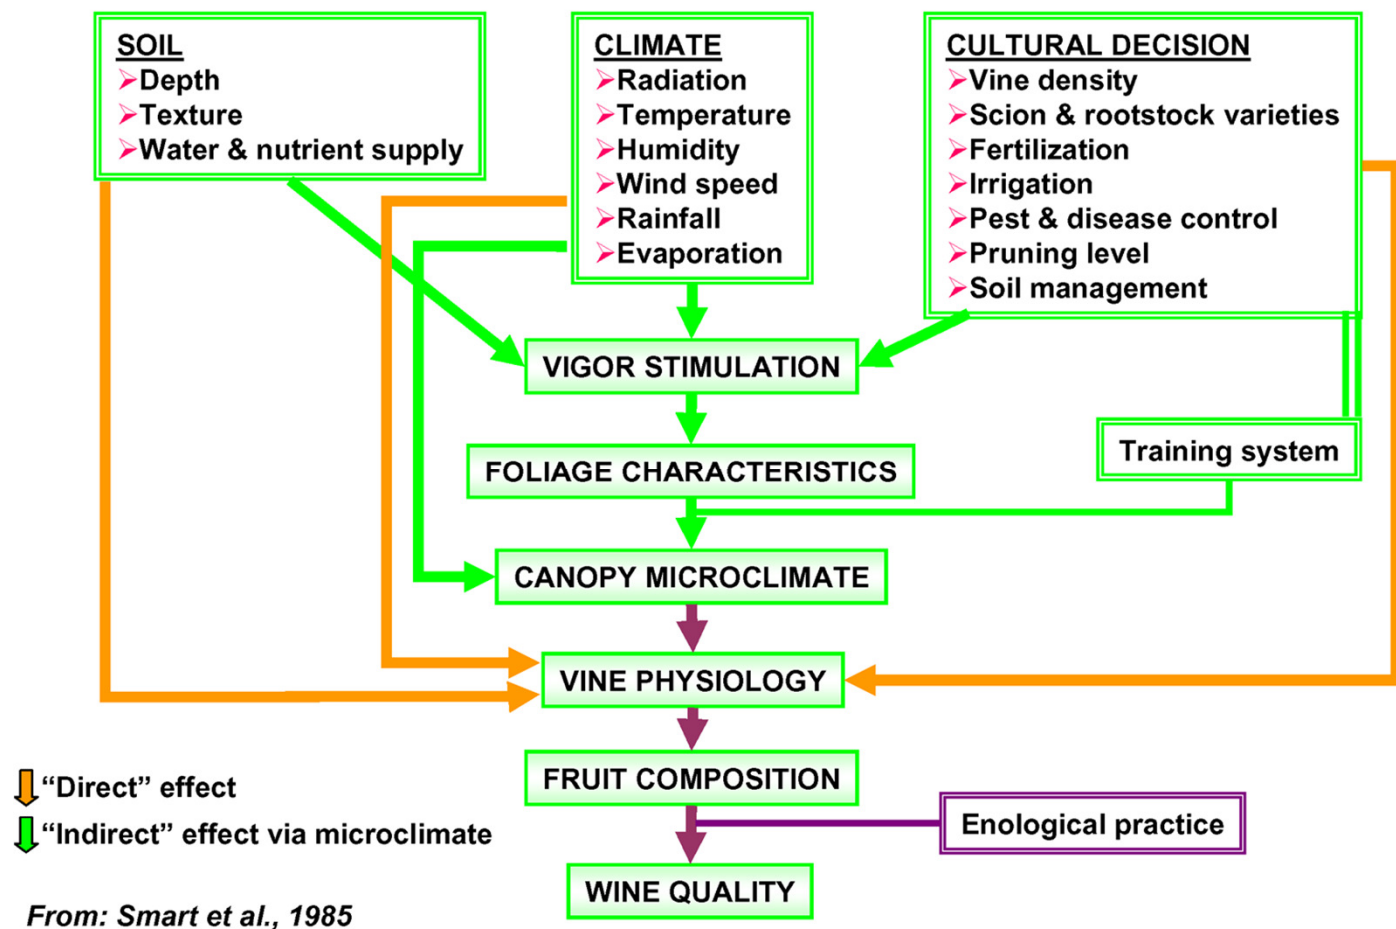 SOIL
Depth
Texture
Water & nutrient supply
CLIMATE
Radiation
Temperature
Humidity
Wind speed
Rainfall
Evaporation
CULTURAL DECISION
Vine density
Scion & rootstock varieties
Fertilization
Irrigation
Pest & disease control
Pruning level
Soil management
VIGOR STIMULATION
FOLIAGE CHARACTERISTICS
Training system
CANOPY MICROCLIMATE
VINE PHYSIOLOGY
FRUIT COMPOSITION
“Direct” effect
“Indirect” effect via microclimate
Enological practice
WINE QUALITY
From: Smart et al., 1985